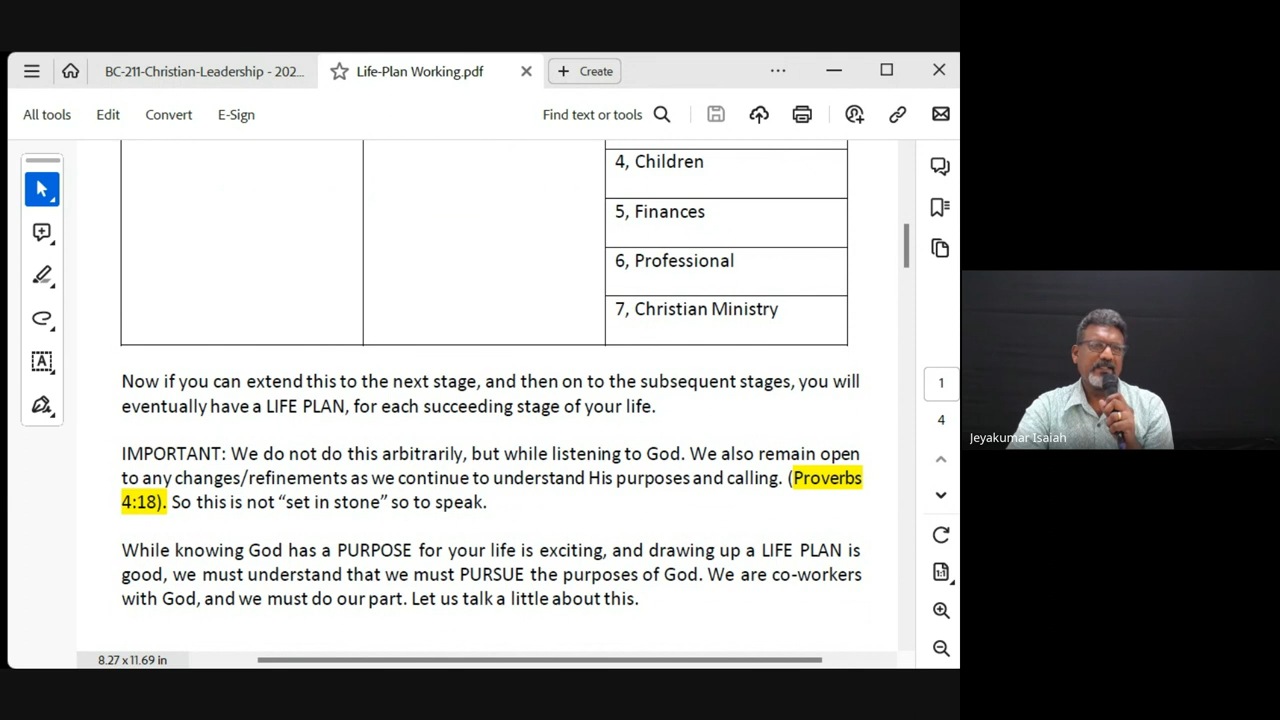 BC-211-Christian-Leadership - 202...
Life-Plan Working.pdf
Create
All tools
Edit
Convert
E-Sign
Find text or tools
4, Children
5, Finances
6, Professional
7, Christian Ministry
Now if you can extend this to the next stage, and then on to the subsequent stages, you will
eventually have a LIFE PLAN, for each succeeding stage of your life.
IMPORTANT: We do not do this arbitrarily, but while listening to God. We also remain open
to any changes/refinements as we continue to understand His purposes and calling. (Proverbs
4:18). So this is not “set in stone” so to speak.
While knowing God has a PURPOSE for your life is exciting, and drawing up a LIFE PLAN is
good, we must understand that we must PURSUE the purposes of God. We are co-workers
with God, and we must do our part. Let us talk a little about this.
8.27 x 11.69 in
1
4
1:1
Jeyakumar Isaiah